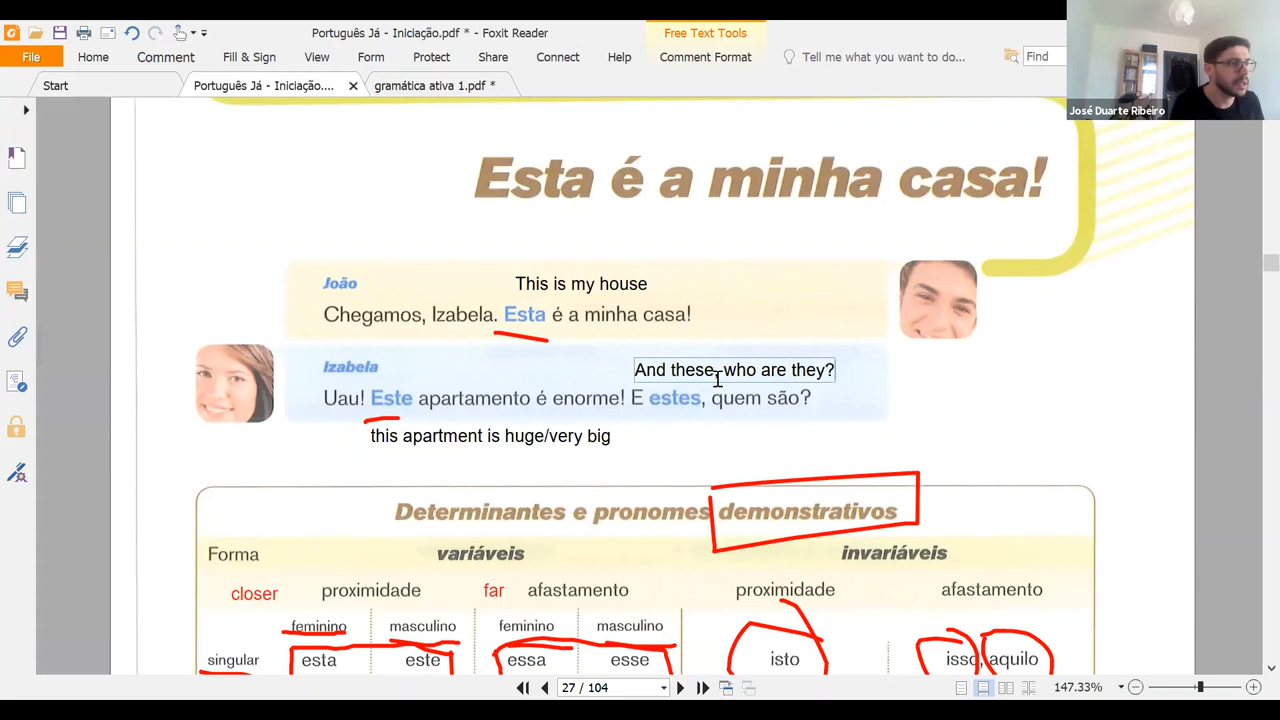 Português Já - Iniciação.pdf * - Foxit Reader
Free Text Tools
File Home Comment Fill & Sign View Form Protect Share Connect Help Comment Format Tell me what you want to do... Find
José Duarte Ribeiro
Start Português Já - Iniciação.... gramática ativa 1.pdf *
Esta é a minha casa!
João
This is my house
Chegamos, Izabela. Esta é a minha casa!
Izabela
And these, who are they?
Uau! Este apartamento é enorme! E estes, quem são?
this apartment is huge/very big
Determinantes e pronomes demonstrativos
Forma variáveis invariáveis
closer proximidade far afastamento proximidade afastamento
feminino masculino feminino masculino
singular esta este essa esse isto isso, aquilo
27 / 104
147.33%